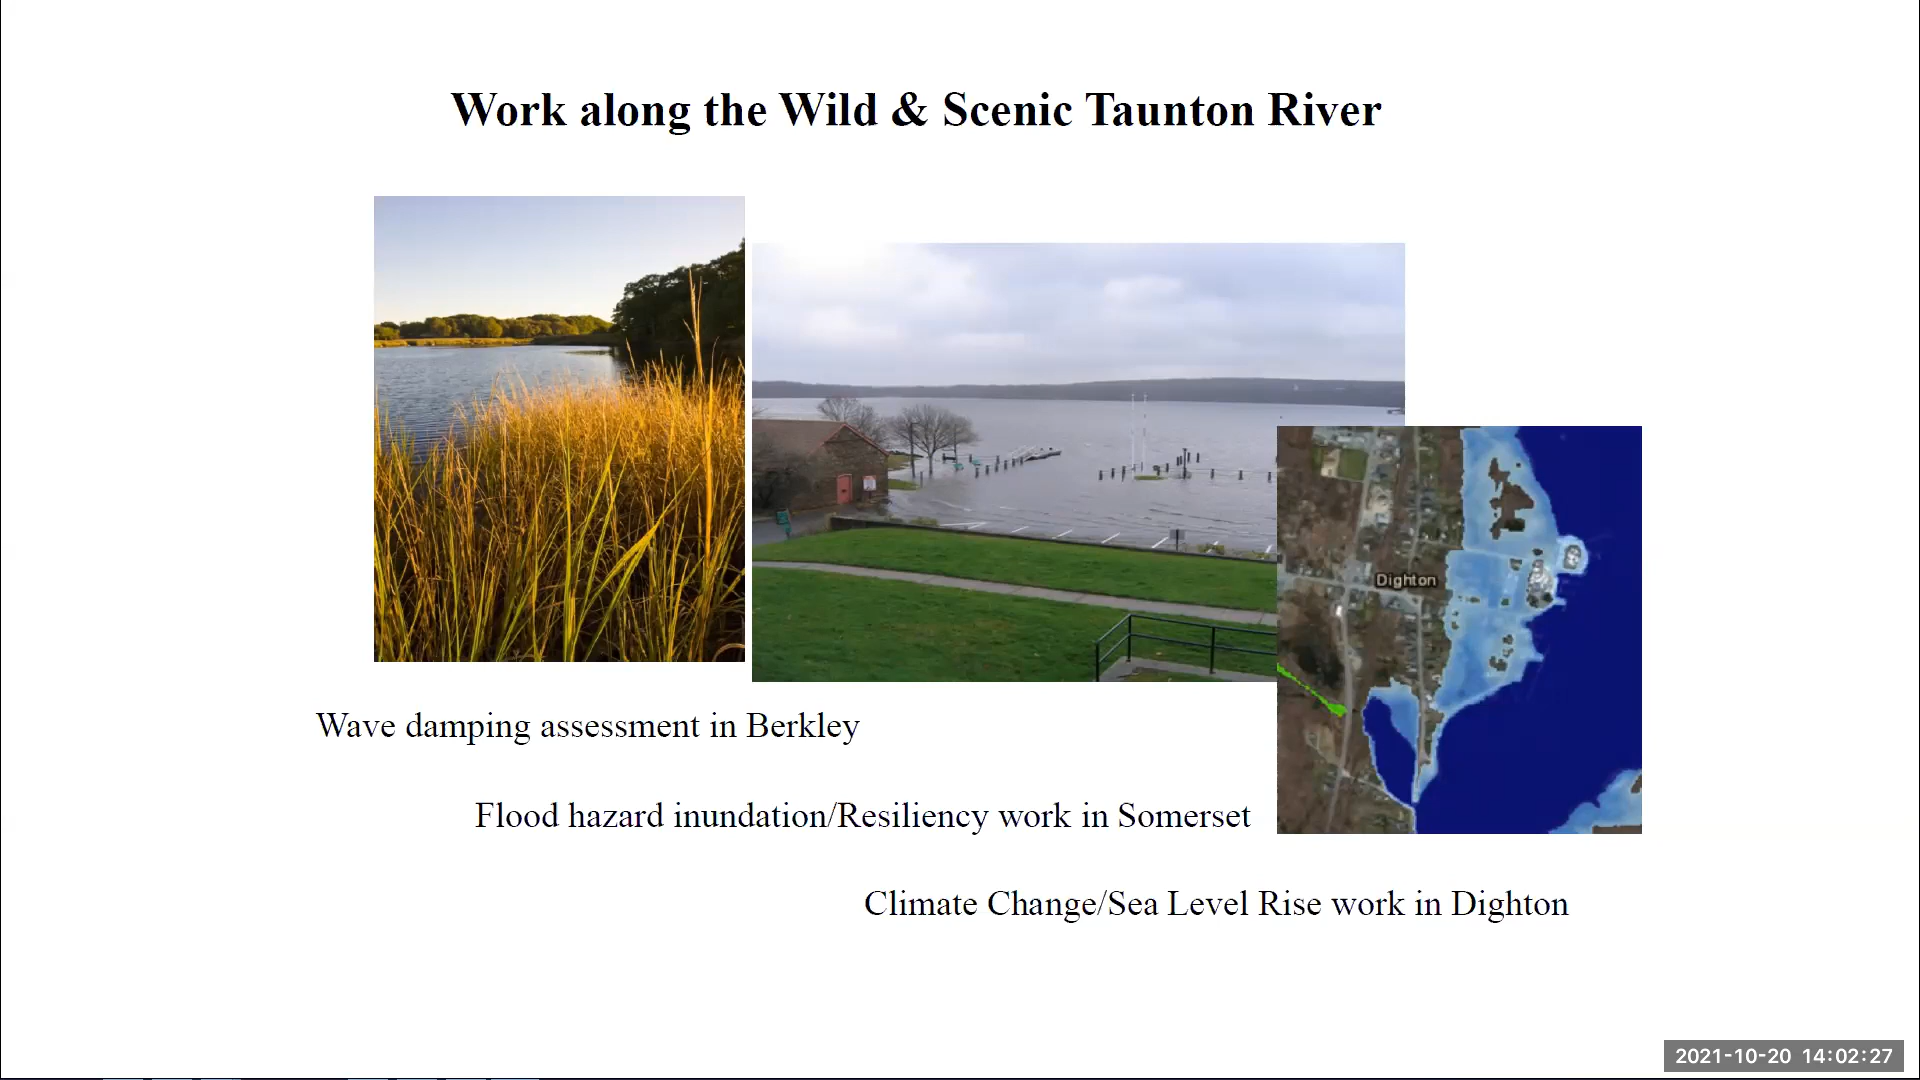 Work along the Wild & Scenic Taunton River
Dighton
Wave damping assessment in Berkley
Flood hazard inundation/Resiliency work in Somerset
Climate Change/Sea Level Rise work in Dighton
2021-10-20 14:02:27